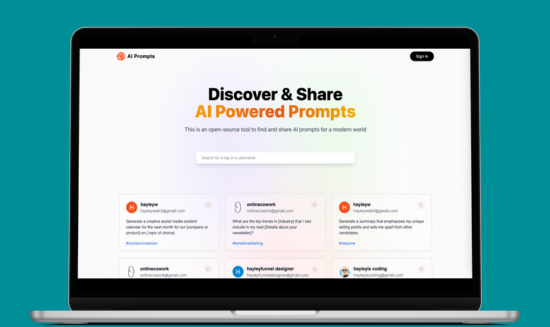 AI Prompts
Sign In
Discover & Share
AI Powered Prompts
This is an open-source tool to find and share AI prompts for a modern world
Search for a tag or a username
hayleyw
hayleyweb3@gmail.com
Generate a creative social media content
calendar for the next month for our [company or
product] on [ topic of choice]
#contentcreation
onlinecowork
onlinecowork@gmail.com
What are the top trends in [industry] that I can
include in my next [Details about your
newsletter]?
#emailmarketing
hayleyw
hayleyweb3@gmail.com
Generate a summary that emphasizes my unique
selling points and sets me apart from other
candidates.
#resume
onlinecowork
onlinecowork@gmail.com
hayleyfunnel designer
hayleyfunneldesigner@gmail.com
hayleyls coding
hayleyslscoding@gmail.com